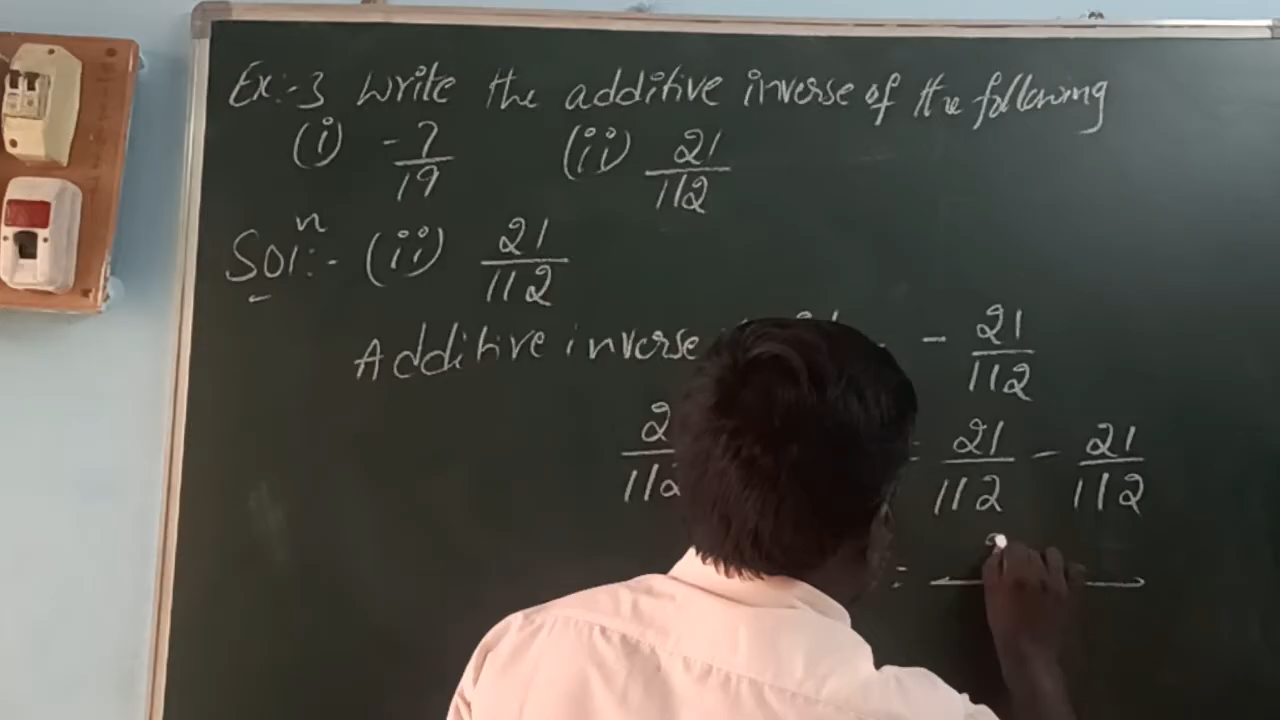 Ex:-3 Write the additive inverse of the following
(i) -7/19 (ii) 21/112
Solⁿ:- (ii) 21/112
Additive inverse - 21/112
= 21/112 - 21/112
=